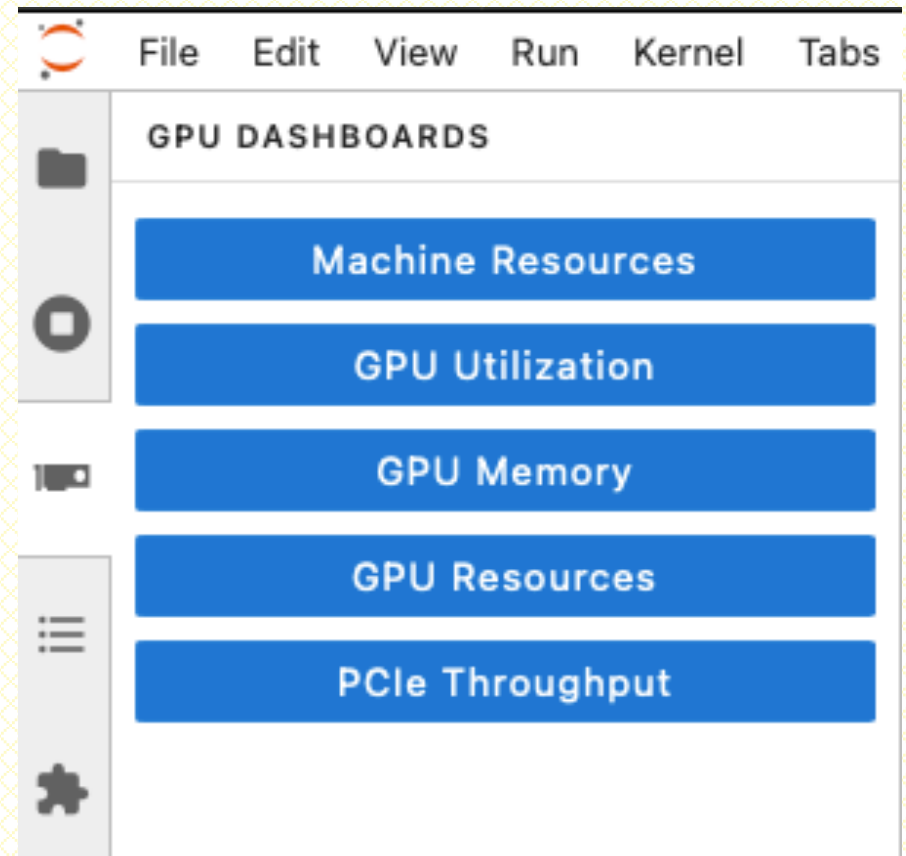 File Edit View Run Kernel Tabs
GPU DASHBOARDS
Machine Resources
GPU Utilization
GPU Memory
GPU Resources
PCIe Throughput